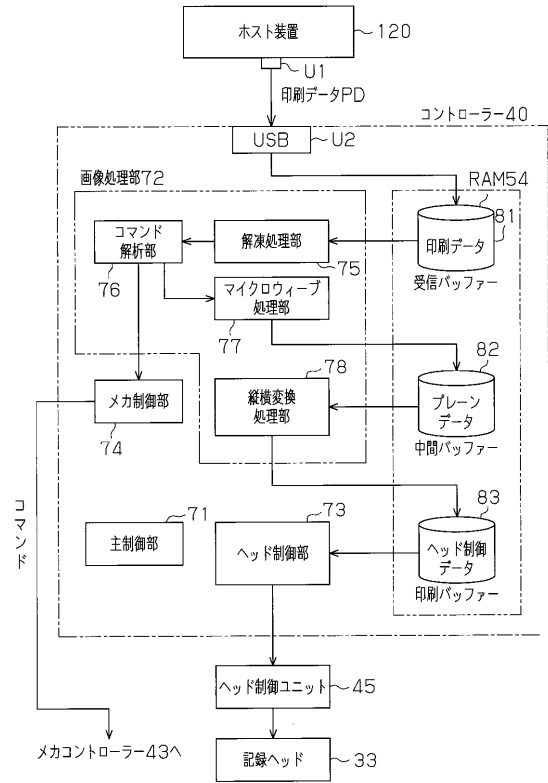 ホスト装置
120
U1
印刷データPD
コントローラー40
USB
U2
画像処理部72
RAM54
81
コマンド
解析部
76
解凍処理部
75
印刷データ
受信バッファー
マイクロウィーブ
処理部
77
82
78
メカ制御部
74
縦横変換
処理部
プレーン
データ
中間バッファー
コマンド
71
主制御部
73
ヘッド制御部
83
ヘッド制御
データ
印刷バッファー
ヘッド制御ユニット
45
メカコントローラー43へ
記録ヘッド
33